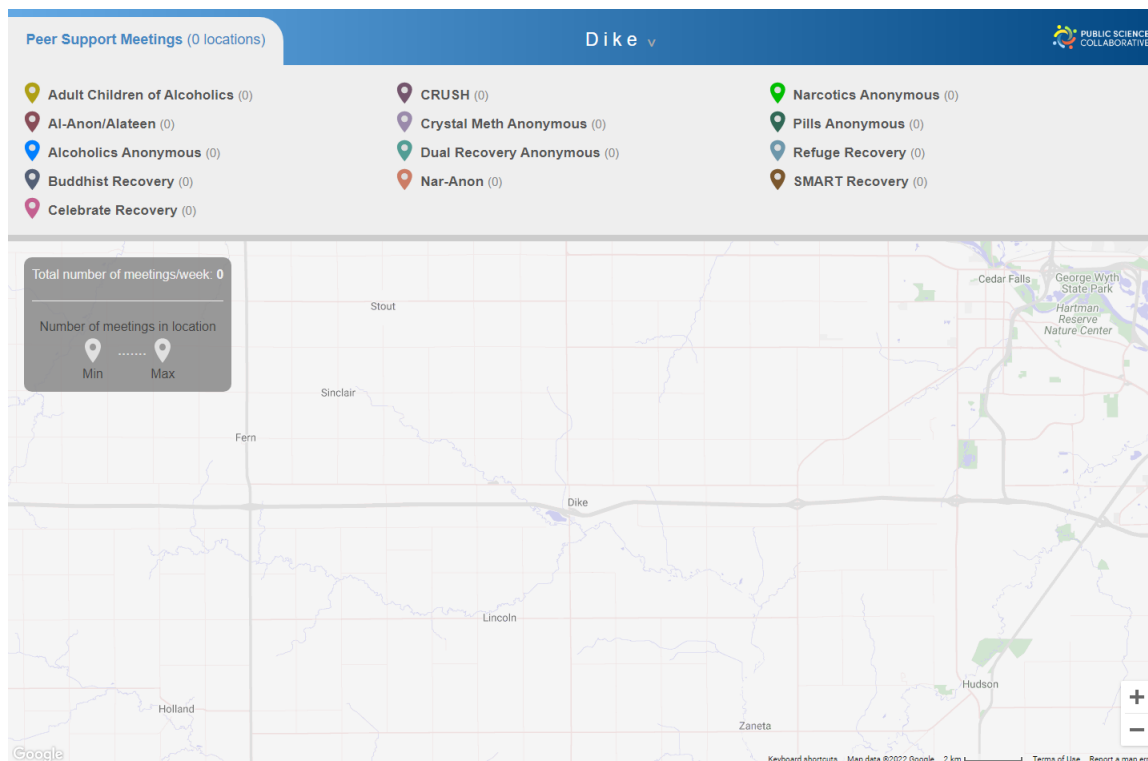 Peer Support Meetings (0 locations)
Dike v
PUBLIC SCIENCE
COLLABORATIVE
Adult Children of Alcoholics (0)
Al-Anon/Alateen (0)
Alcoholics Anonymous (0)
Buddhist Recovery (0)
Celebrate Recovery (0)
CRUSH (0)
Crystal Meth Anonymous (0)
Dual Recovery Anonymous (0)
Nar-Anon (0)
Narcotics Anonymous (0)
Pills Anonymous (0)
Refuge Recovery (0)
SMART Recovery (0)
Total number of meetings/week: 0
Number of meetings in location
Min ....... Max
Cedar Falls
George Wyth
State Park
Hartman
Reserve
Nature Center
Stout
Sinclair
Fern
Dike
Lincoln
Hudson
Holland
Zaneta
+
−
Google
Keyboard shortcuts Map data ©2022 Google 2 km Terms of Use Report a map er